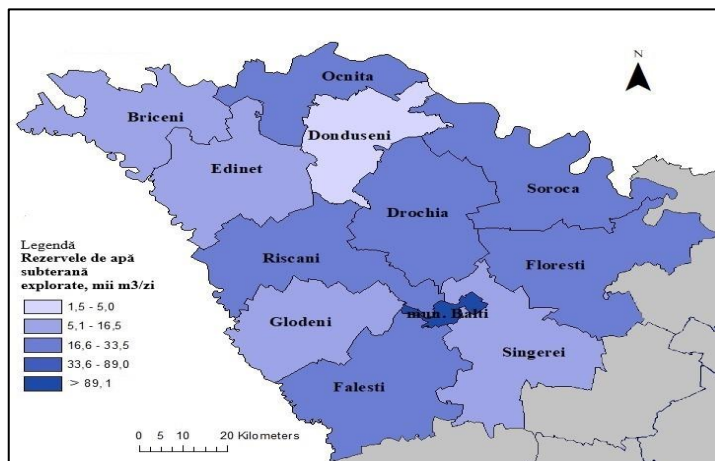 N
Ocnita
Briceni
Donduseni
Edinet
Soroca
Drochia
Legendă
Rezervele de apă
subterană
explorate, mii m3/zi
1,5 - 5,0
5,1 - 16,5
16,6 - 33,5
33,6 - 89,0
> 89,1
Riscani
Floresti
Glodeni
mun. Balti
Singerei
Falesti
0 5 10 20 Kilometers